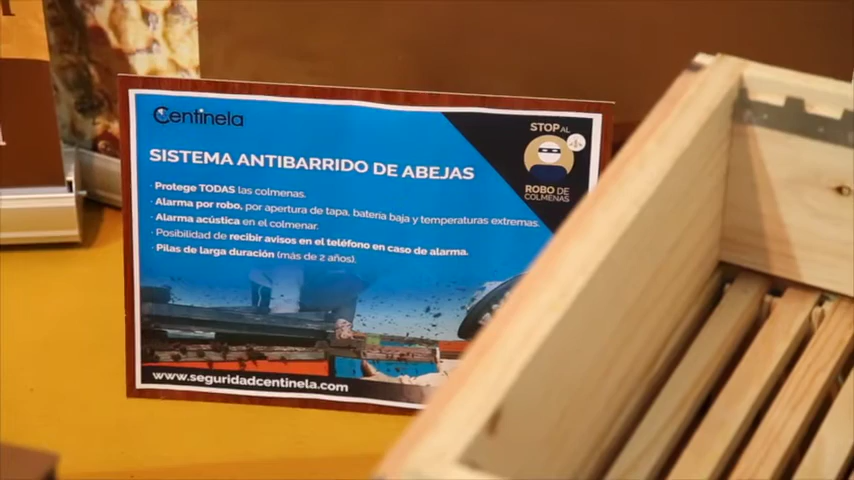 Centinela
STOP AL
ROBO DE
COLMENAS
SISTEMA ANTIBARRIDO DE ABEJAS
· Protege TODAS las colmenas.
· Alarma por robo, por apertura de tapa, batería baja y temperaturas extremas.
· Alarma acústica en el colmenar.
· Posibilidad de recibir avisos en el teléfono en caso de alarma.
· Pilas de larga duración (más de 2 años).
www.seguridadcentinela.com